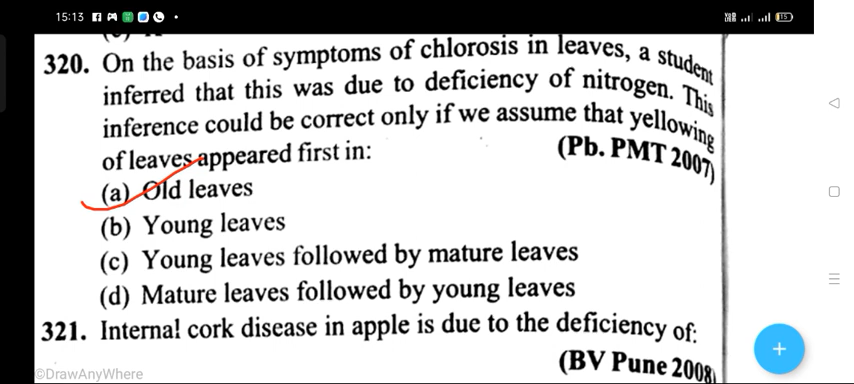 15:13
320. On the basis of symptoms of chlorosis in leaves, a student
inferred that this was due to deficiency of nitrogen. This
inference could be correct only if we assume that yellowing
of leaves appeared first in:
(Pb. PMT 2007)
(a) Old leaves
(b) Young leaves
(c) Young leaves followed by mature leaves
(d) Mature leaves followed by young leaves
321. Internal cork disease in apple is due to the deficiency of:
(BV Pune 2008)
©DrawAnyWhere